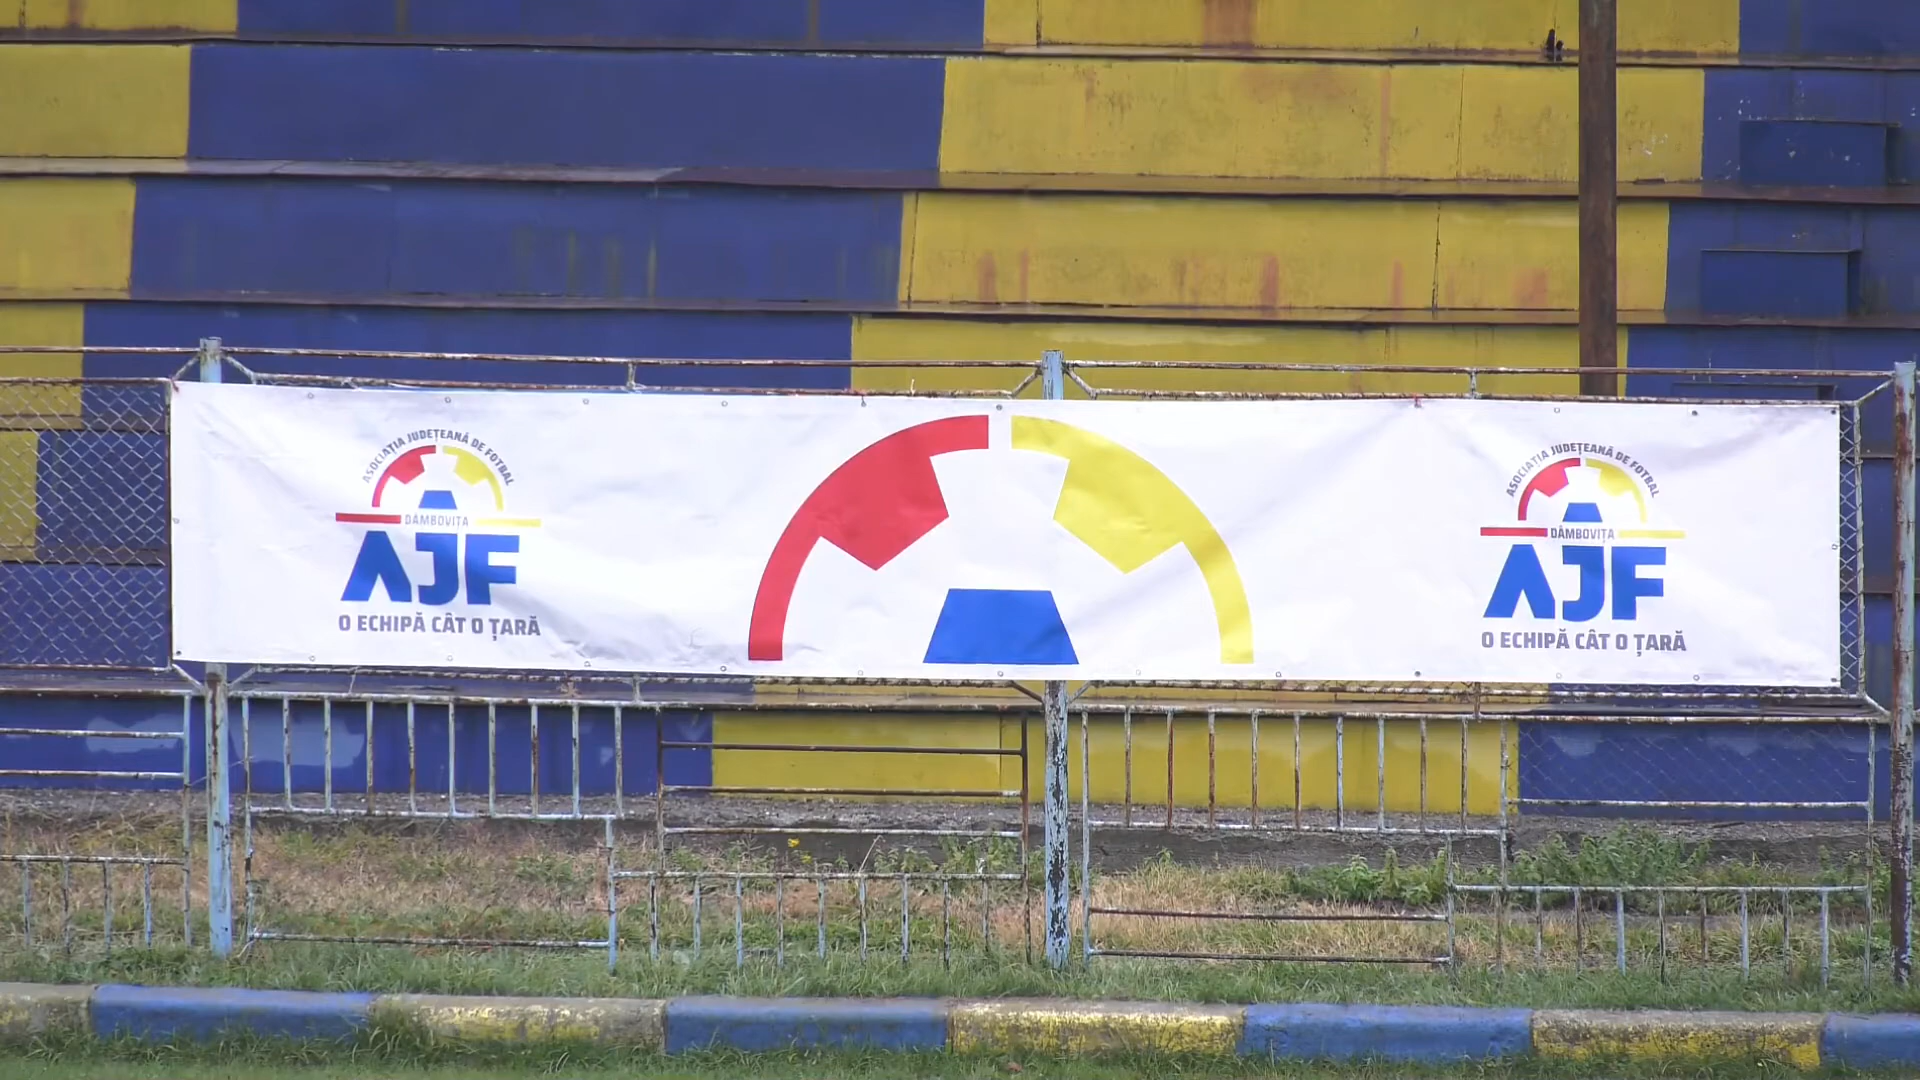 ASOCIAȚIA JUDEȚEANĂ DE FOTBAL
DÂMBOVIȚA
AJF
O ECHIPĂ CÂT O ȚARĂ
ASOCIAȚIA JUDEȚEANĂ DE FOTBAL
DÂMBOVIȚA
AJF
O ECHIPĂ CÂT O ȚARĂ